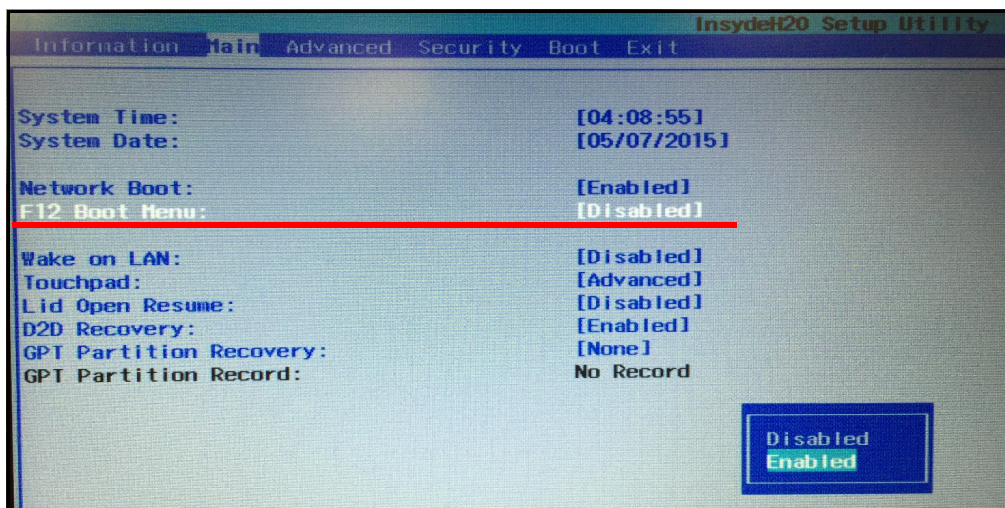 InsydeH20 Setup Utility
Information Main Advanced Security Boot Exit
System Time: [04:08:55]
System Date: [05/07/2015]
Network Boot: [Enabled]
F12 Boot Menu: [Disabled]
Wake on LAN: [Disabled]
Touchpad: [Advanced]
Lid Open Resume: [Disabled]
D2D Recovery: [Enabled]
GPT Partition Recovery: [None]
GPT Partition Record: No Record
Disabled
Enabled